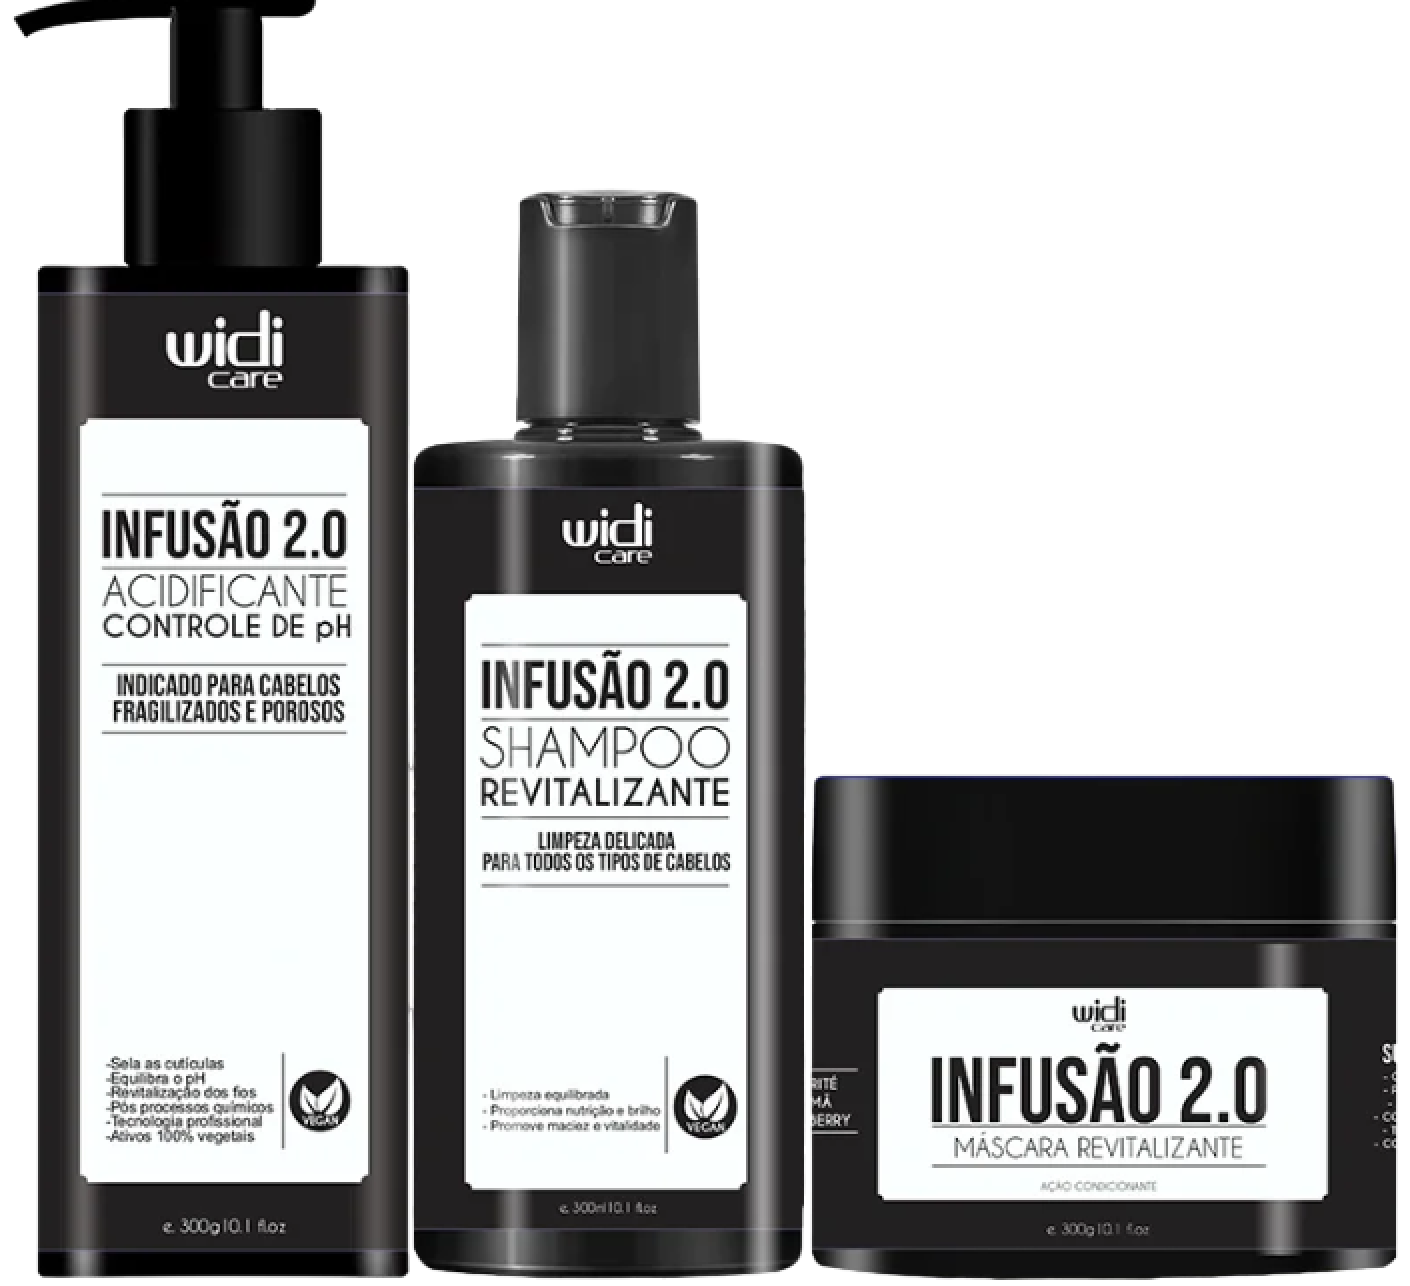 widi
care
INFUSÃO 2.0
ACIDIFICANTE
CONTROLE DE pH
INDICADO PARA CABELOS
FRAGILIZADOS E POROSOS
-Sela as cutículas
-Equilibra o pH
-Revitalização dos fios
-Pós processos químicos
-Tecnologia profissional
-Ativos 100% vegetais
VEGAN
e. 300g|10.1 fl.oz
widi
care
INFUSÃO 2.0
SHAMPOO
REVITALIZANTE
LIMPEZA DELICADA
PARA TODOS OS TIPOS DE CABELOS
- Limpeza equilibrada
- Proporciona nutrição e brilho
- Promove maciez e vitalidade
VEGAN
e. 300ml|10.1 fl.oz
widi
care
INFUSÃO 2.0
MÁSCARA REVITALIZANTE
AÇÃO CONDICIONANTE
e. 300g|10.1 fl.oz
RITÉ
MÃ
BERRY